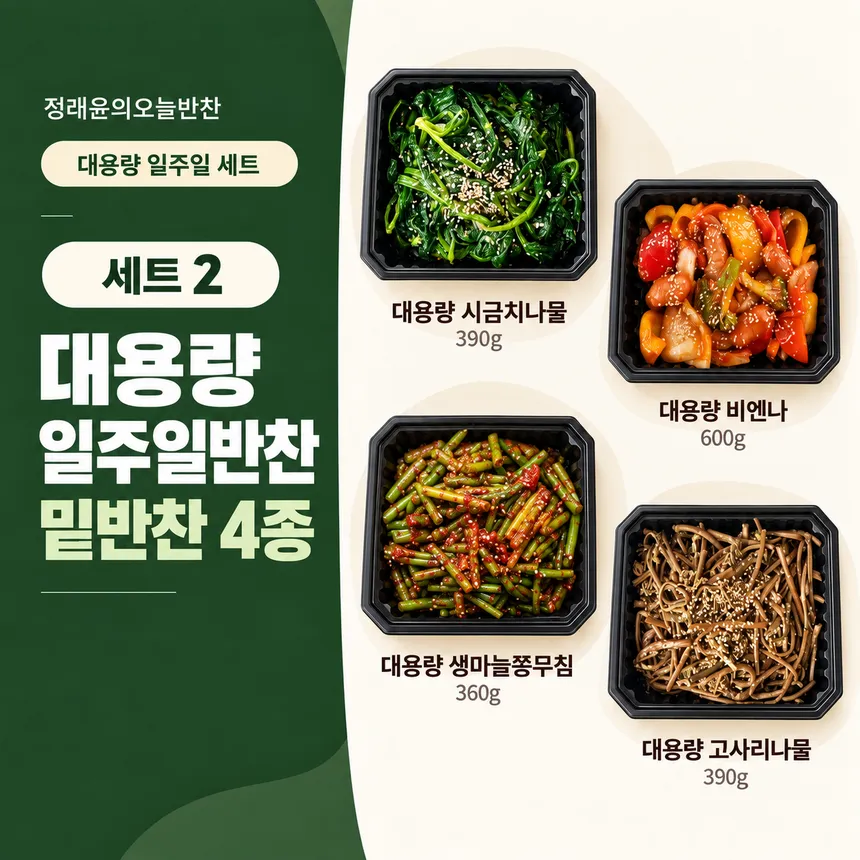 정래윤의오늘반찬
대용량 일주일 세트
세트 2
대용량
일주일반찬
밑반찬 4종
대용량 시금치나물
390g
대용량 비엔나
600g
대용량 생마늘쫑무침
360g
대용량 고사리나물
390g